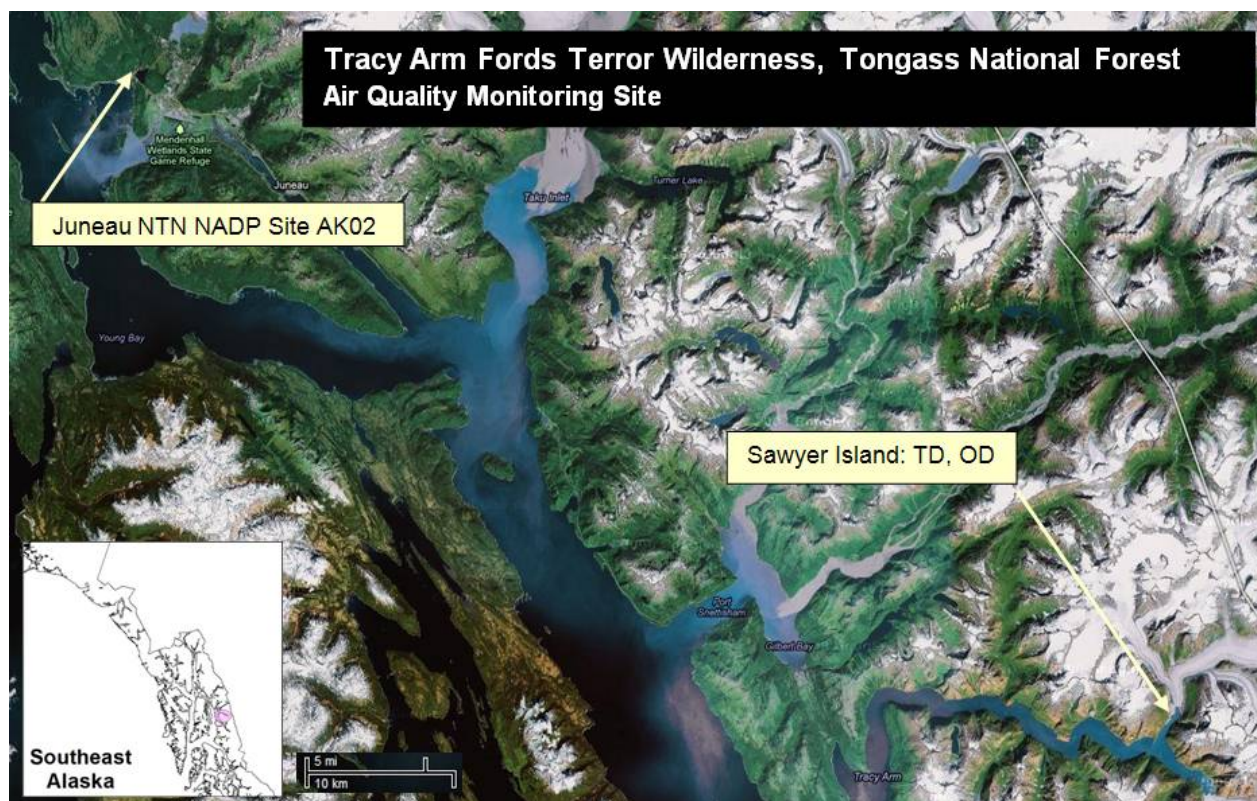 Tracy Arm Fords Terror Wilderness, Tongass National Forest
Air Quality Monitoring Site
Mendenhall
Wetlands State
Game Refuge
Juneau
Taku Inlet
Turner Lake
Juneau NTN NADP Site AK02
Young Bay
Sawyer Island: TD, OD
Port
Snettisham
Gilbert Bay
Tracy Arm
Southeast
Alaska
5 mi
10 km